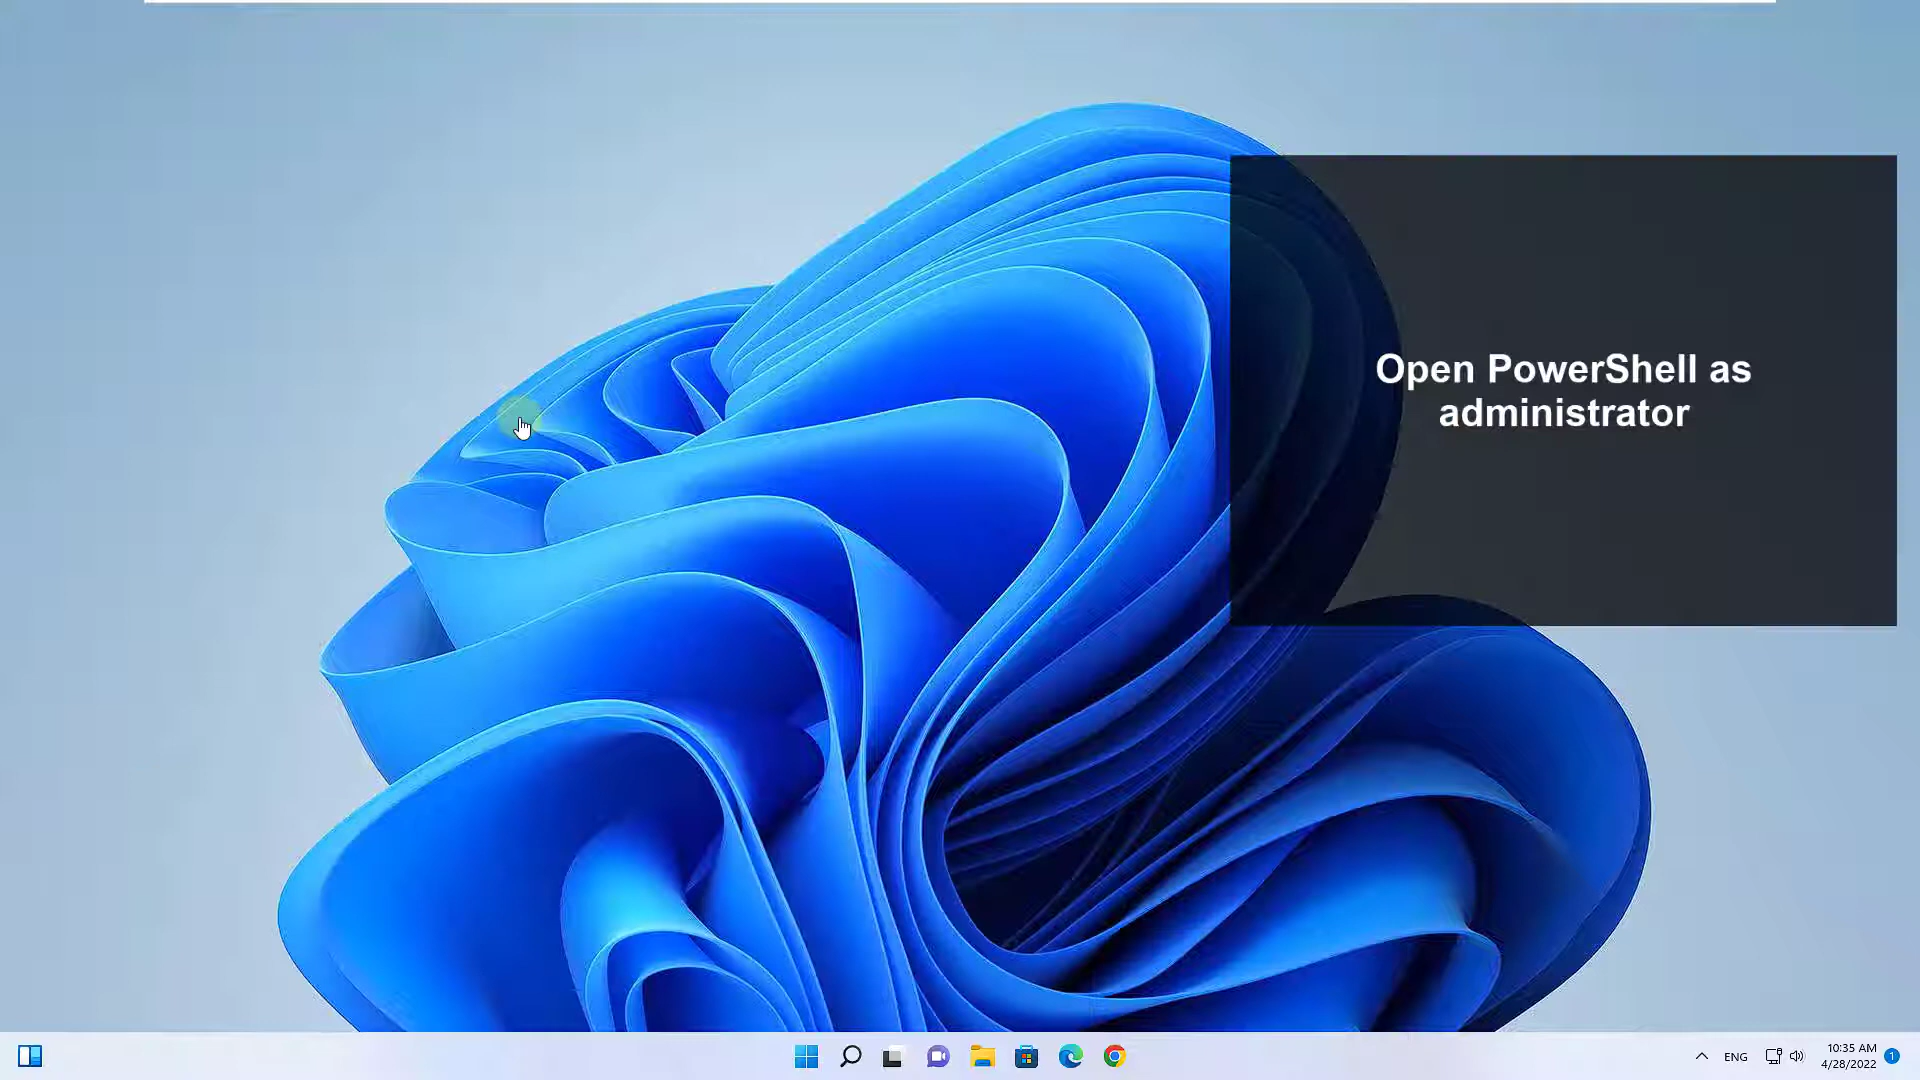 Open PowerShell as
administrator
ENG
10:35 AM
4/28/2022
1